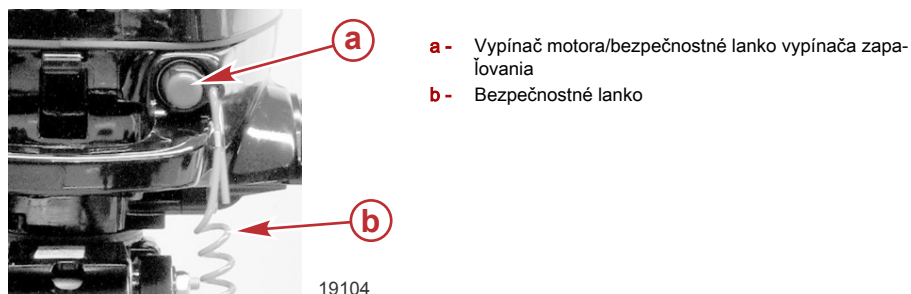 a
b
19104
a - Vypínač motora/bezpečnostné lanko vypínača zapa-
ľovania
b - Bezpečnostné lanko